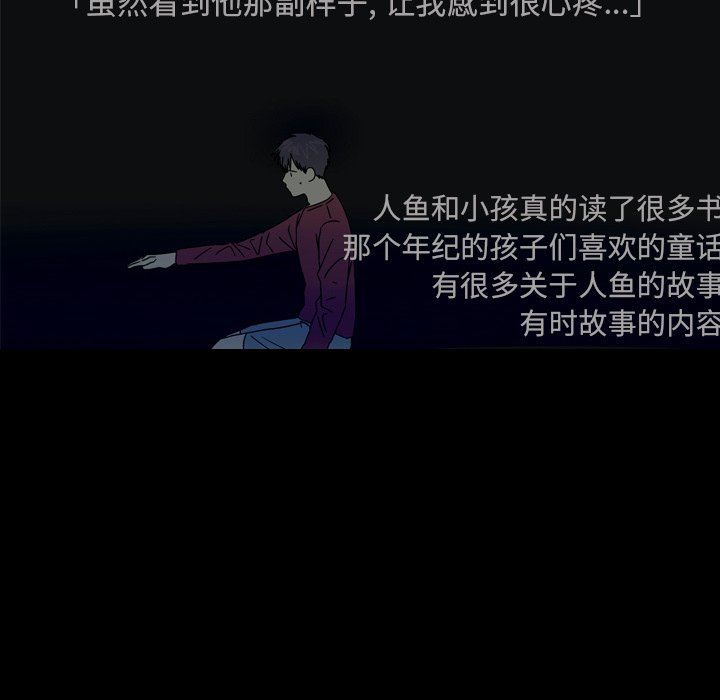 「虽然看到他那副样子, 让我感到很心疼...」
人鱼和小孩真的读了很多书
那个年纪的孩子们喜欢的童话
有很多关于人鱼的故事
有时故事的内容